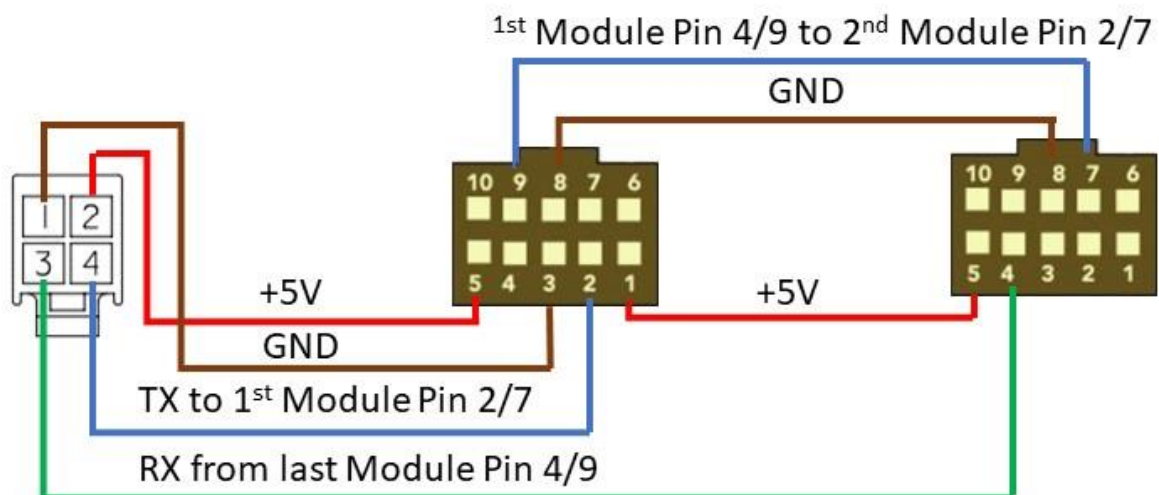 1st Module Pin 4/9 to 2nd Module Pin 2/7
GND
1 2
3 4
10 9 8 7 6
5 4 3 2 1
10 9 8 7 6
5 4 3 2 1
+5V
+5V
GND
TX to 1st Module Pin 2/7
RX from last Module Pin 4/9